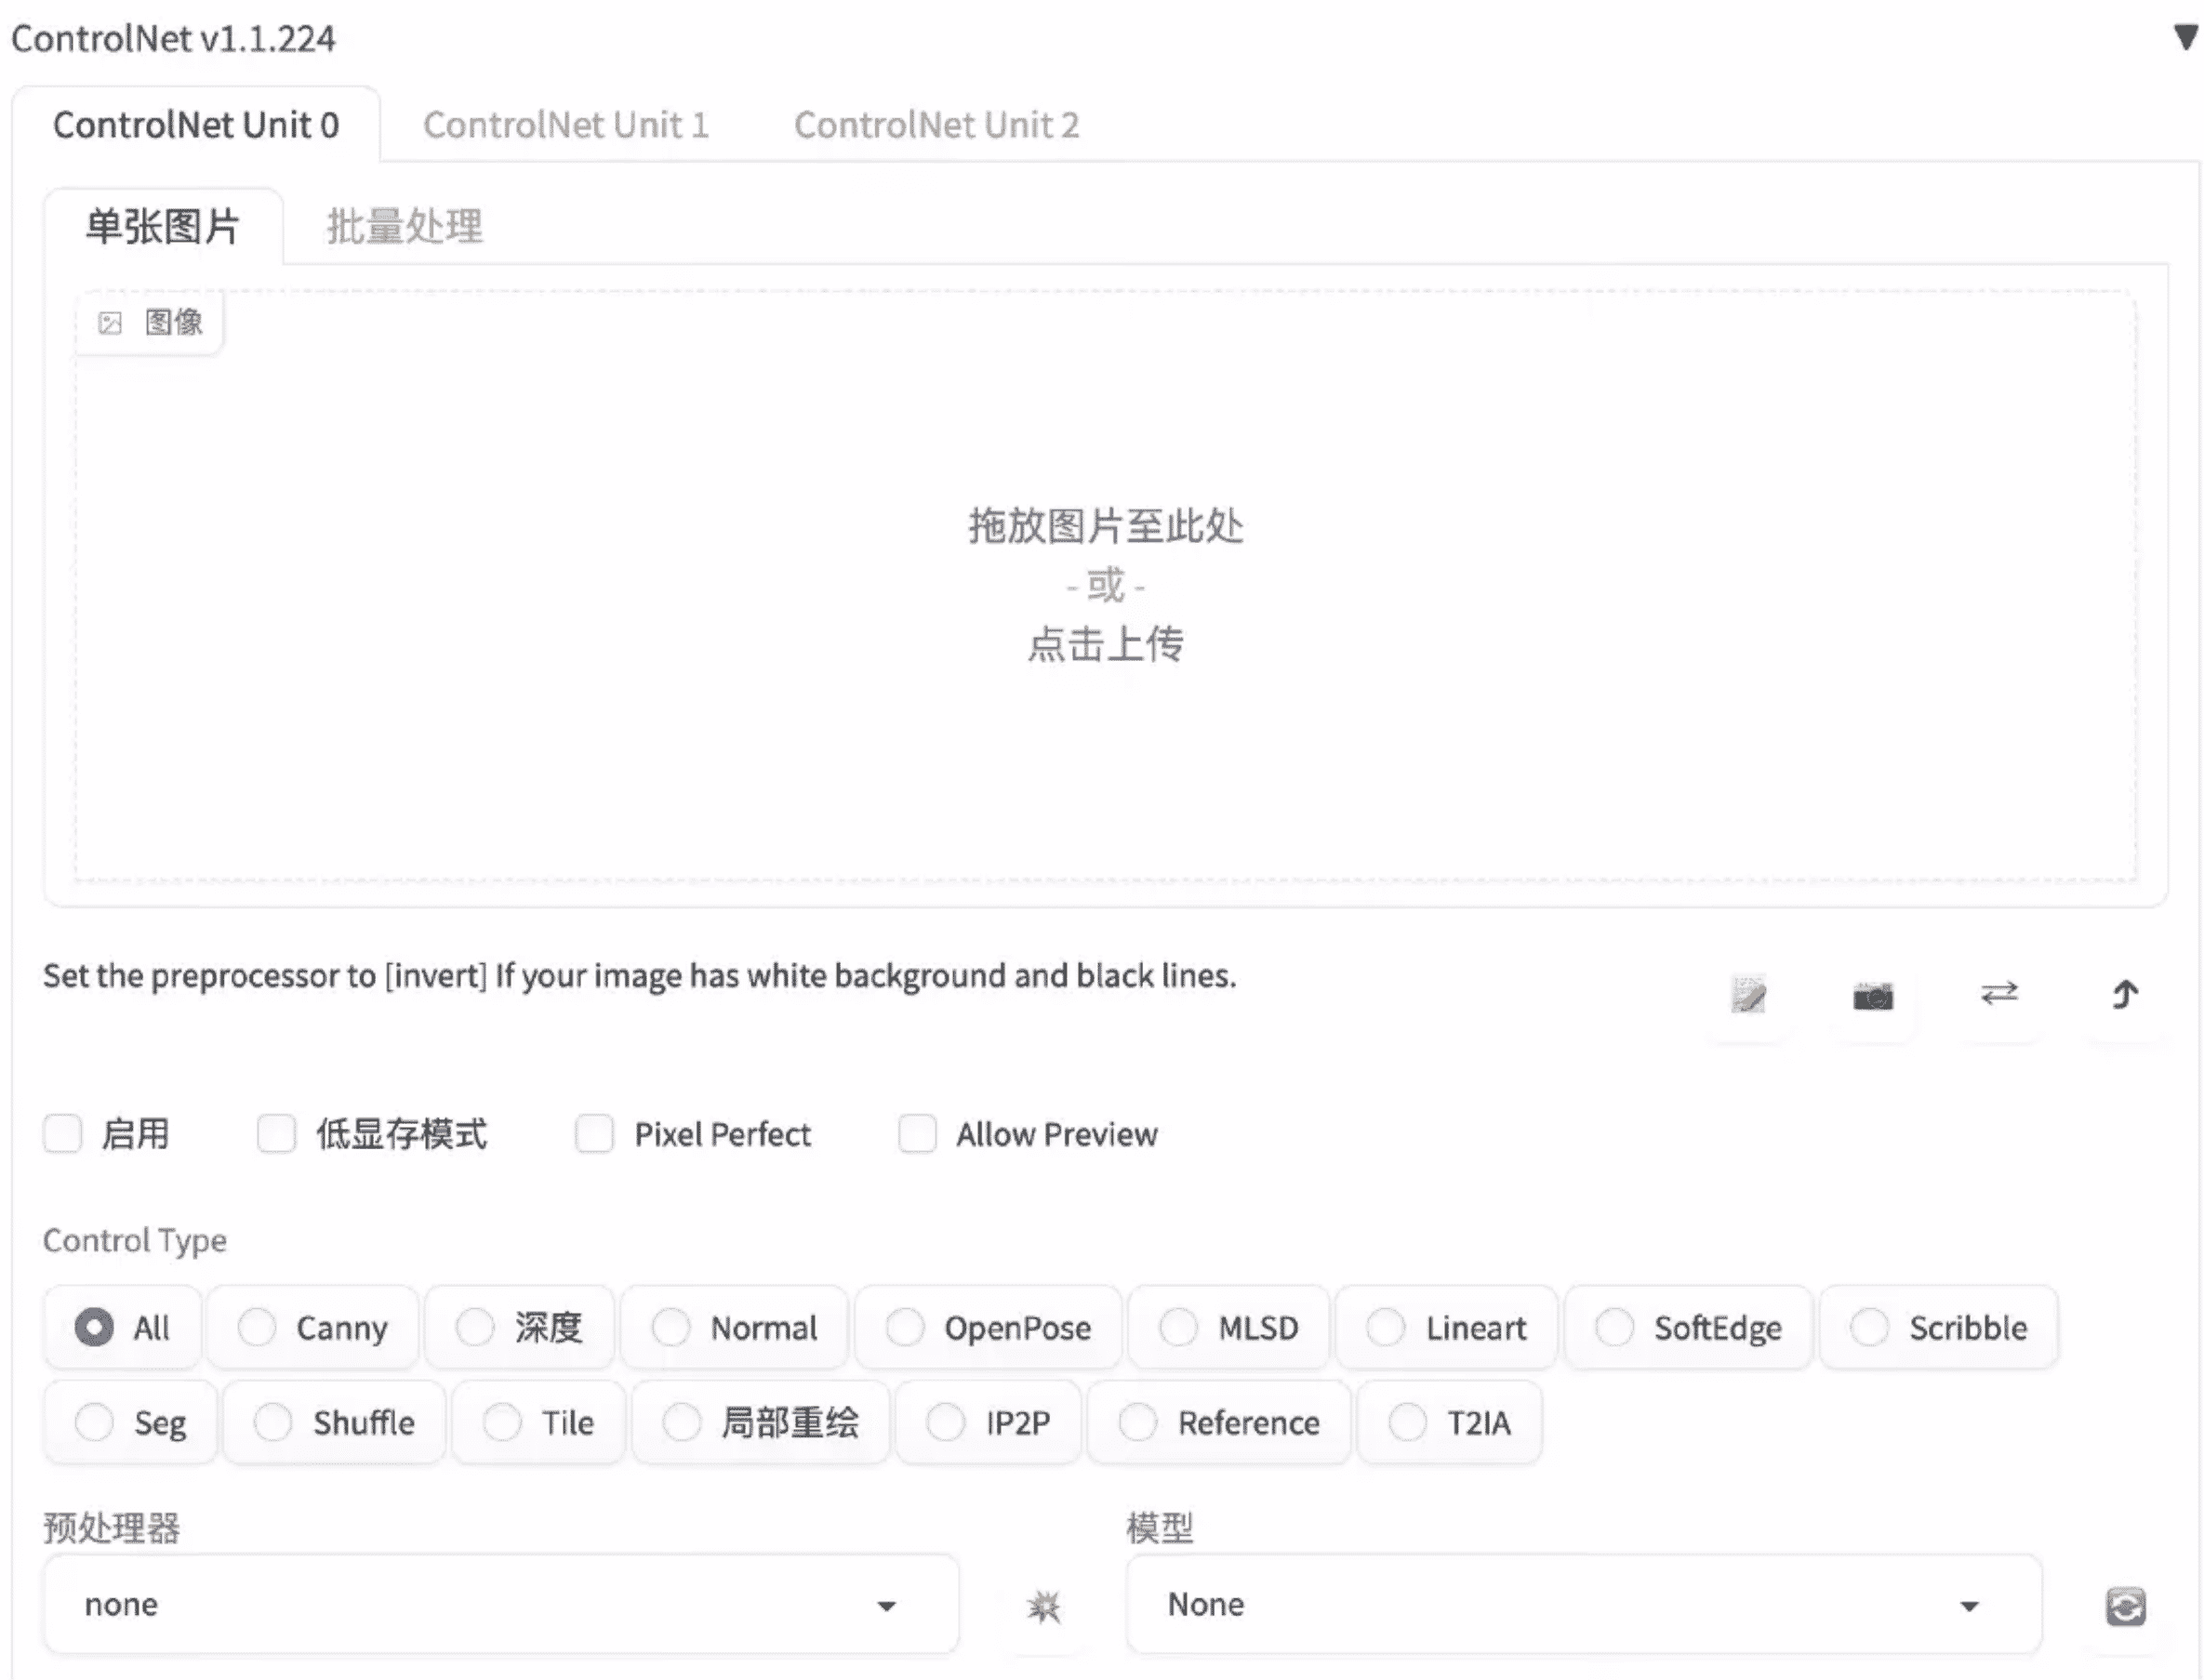 ControlNet v1.1.224
ControlNet Unit 0 ControlNet Unit 1 ControlNet Unit 2
单张图片 批量处理
图像
拖放图片至此处
- 或 -
点击上传
Set the preprocessor to [invert] If your image has white background and black lines.
启用 低显存模式 Pixel Perfect Allow Preview
Control Type
All Canny 深度 Normal OpenPose MLSD Lineart SoftEdge Scribble
Seg Shuffle Tile 局部重绘 IP2P Reference T2IA
预处理器 模型
none None